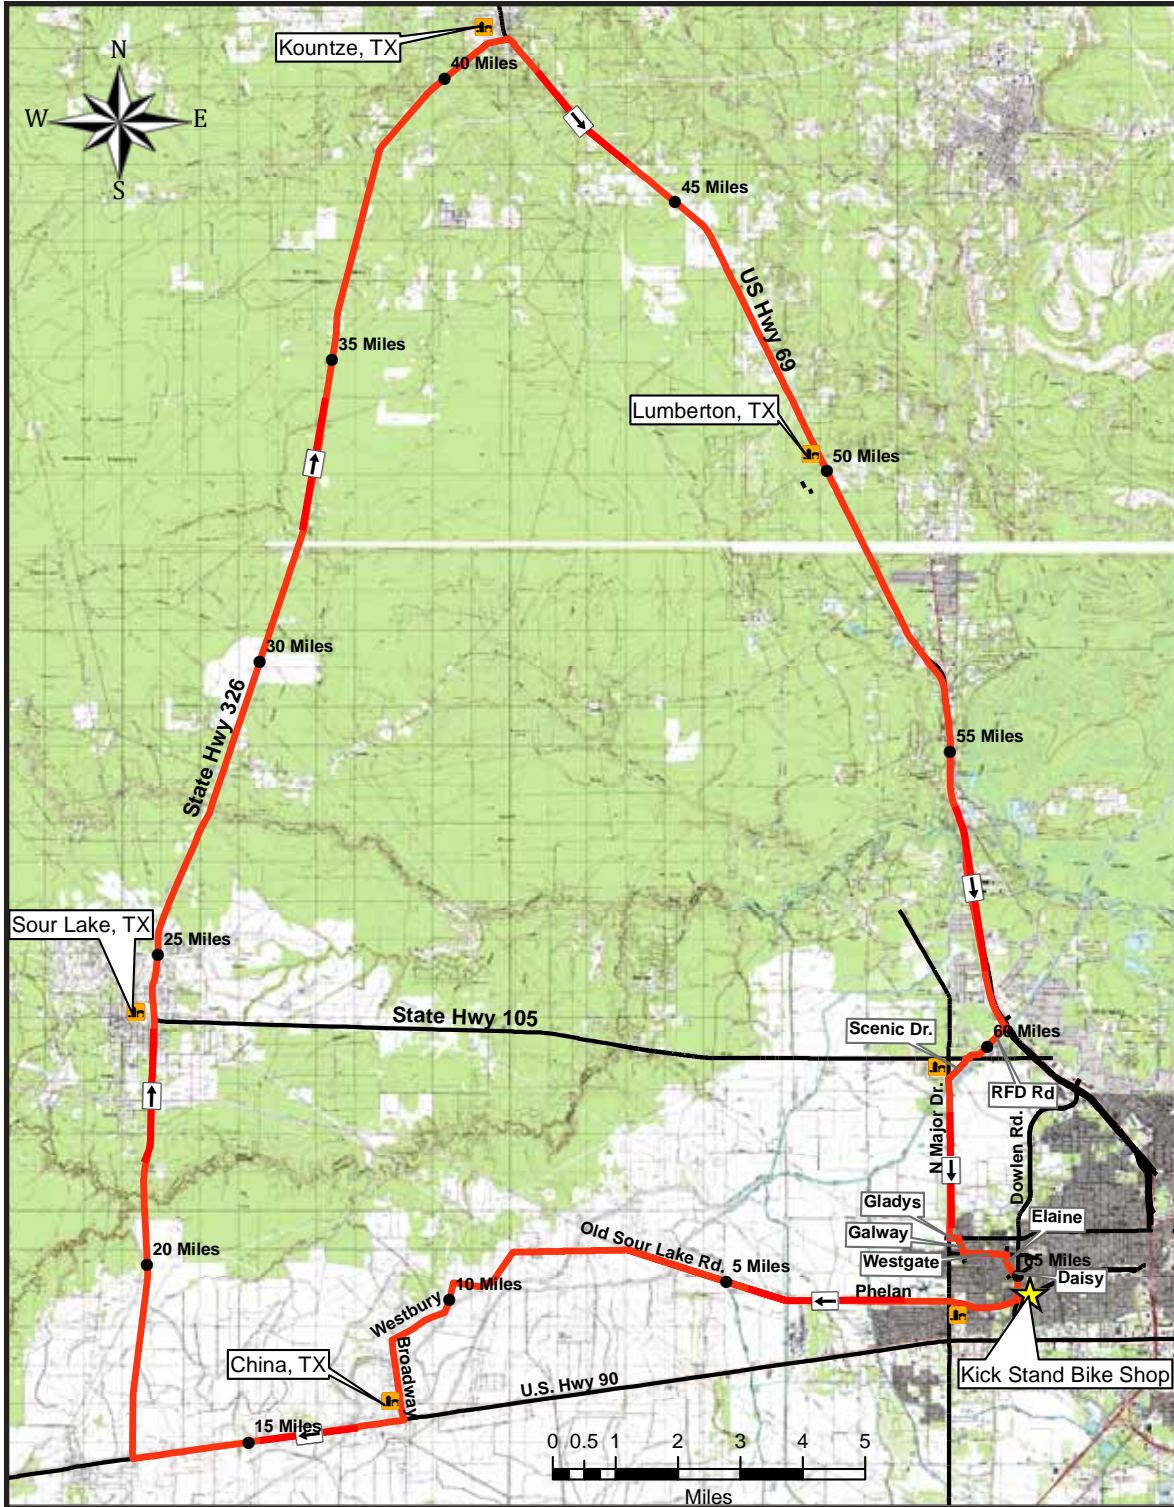 Kountze, TX
N
40 Miles
W
E
S
45 Miles
US Hwy 69
35 Miles
Lumberton, TX
50 Miles
30 Miles
State Hwy 326
55 Miles
Sour Lake, TX
25 Miles
State Hwy 105
Scenic Dr.
60 Miles
RFD Rd
N Major Dr.
Dowlen Rd.
Gladys
Elaine
Galway
Old Sour Lake Rd.
Westgate
20 Miles
5 Miles
65 Miles
Daisy
10 Miles
Phelan
Westbury
Broadway
China, TX
Kick Stand Bike Shop
U.S. Hwy 90
15 Miles
0 0.5 1 2 3 4 5
Miles